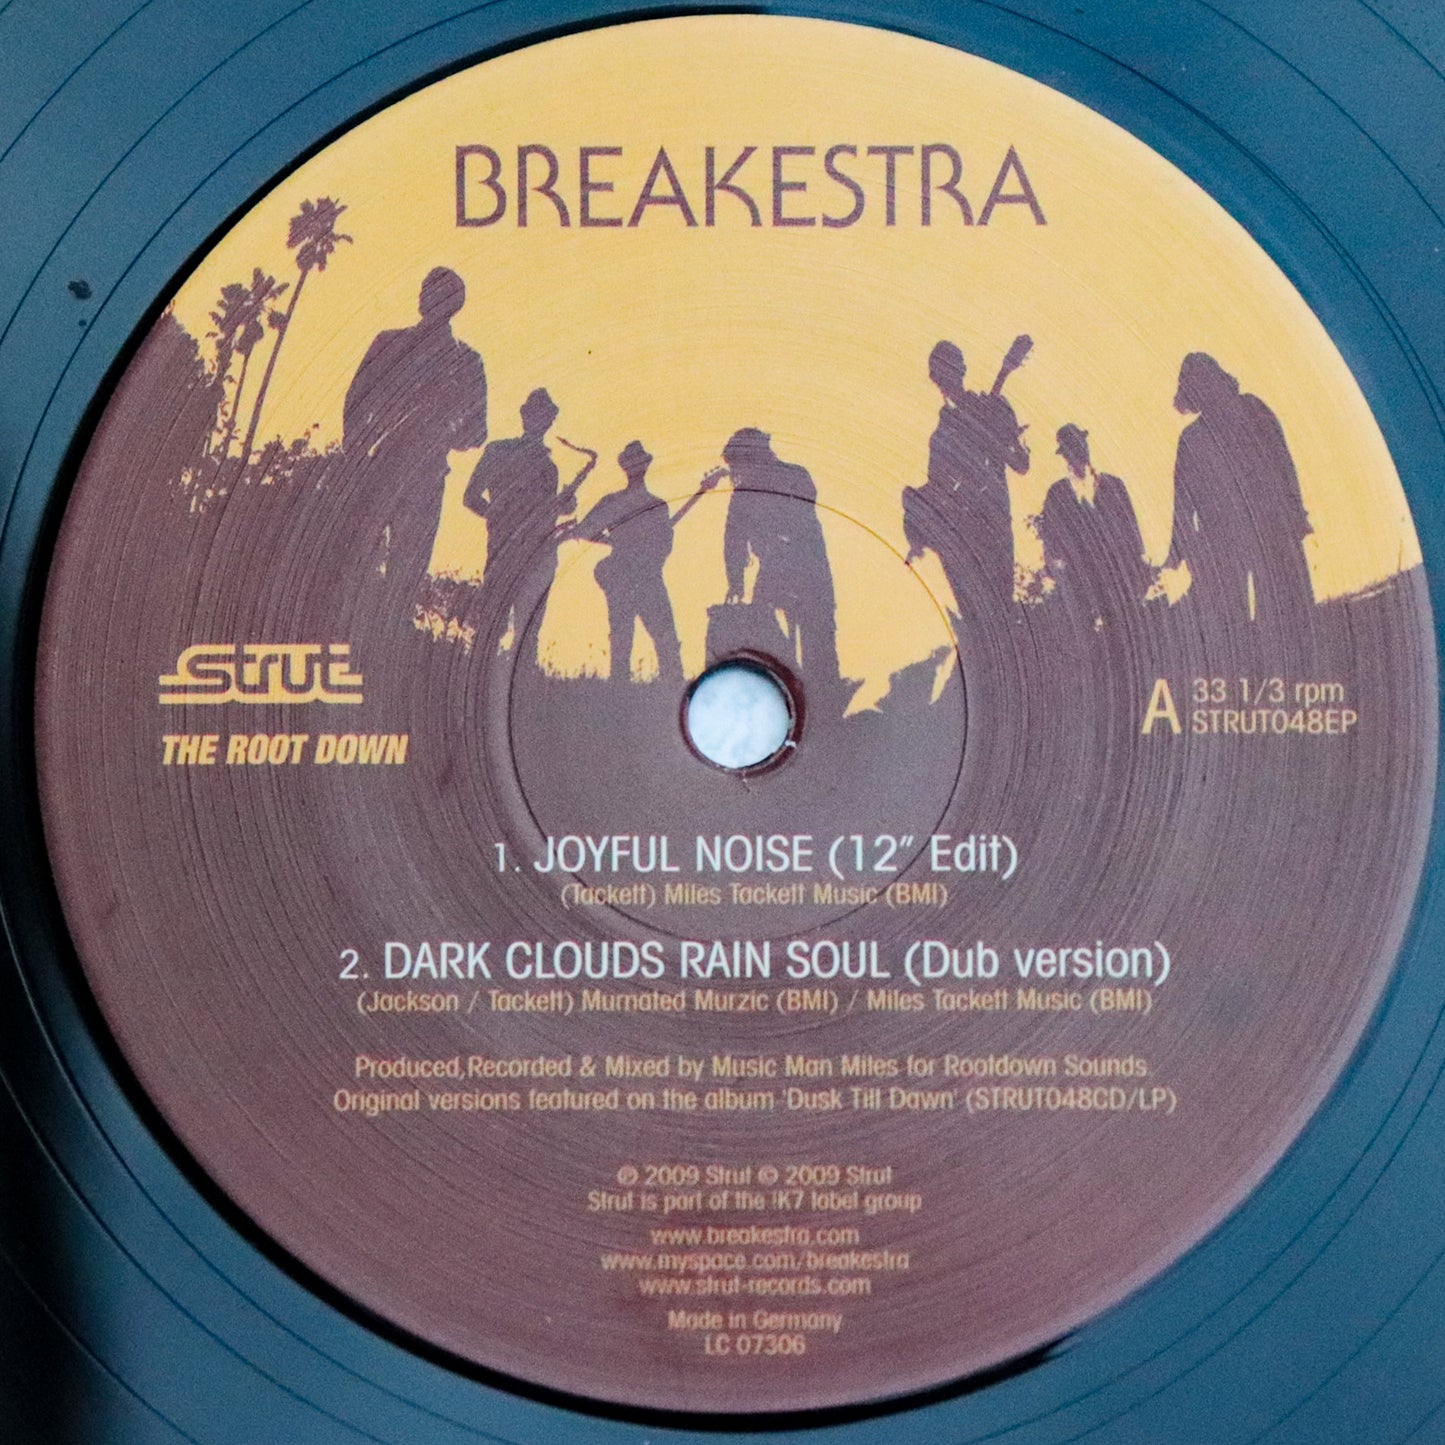 BREAKESTRA
Strut
THE ROOT DOWN
A 33 1/3 rpm
STRUT048EP
1. JOYFUL NOISE (12" Edit)
(Tackett) Miles Tackett Music (BMI)
2. DARK CLOUDS RAIN SOUL (Dub version)
(Jackson / Tackett) Murnated Murzic (BMI) / Miles Tackett Music (BMI)
Produced,Recorded & Mixed by Music Man Miles for Rootdown Sounds.
Original versions featured on the album 'Dusk Till Dawn' (STRUT048CD/LP)
℗ 2009 Strut © 2009 Strut
Strut is part of the !K7 label group
www.breakestra.com
www.myspace.com/breakestra
www.strut-records.com
Made in Germany
LC 07306